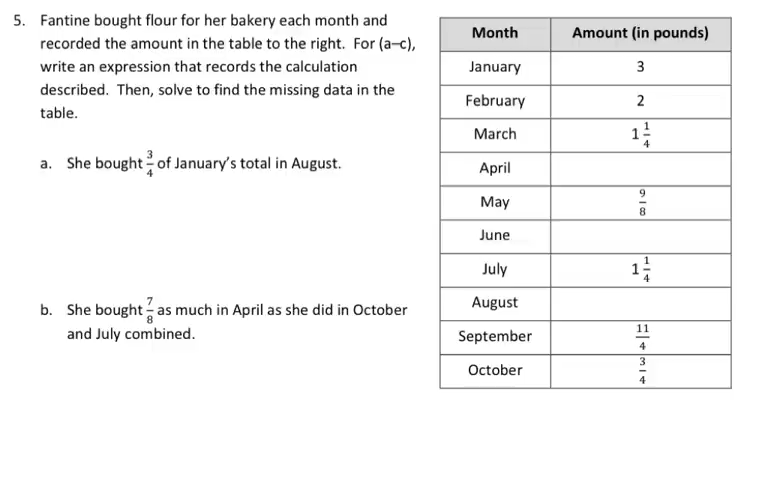 5. Fantine bought flour for her bakery each month and
recorded the amount in the table to the right. For (a–c),
write an expression that records the calculation
described. Then, solve to find the missing data in the
table.
a. She bought 3/4 of January's total in August.
b. She bought 7/8 as much in April as she did in October
and July combined.
Month Amount (in pounds)
January 3
February 2
March 1 1/4
April
May 9/8
June
July 1 1/4
August
September 11/4
October 3/4